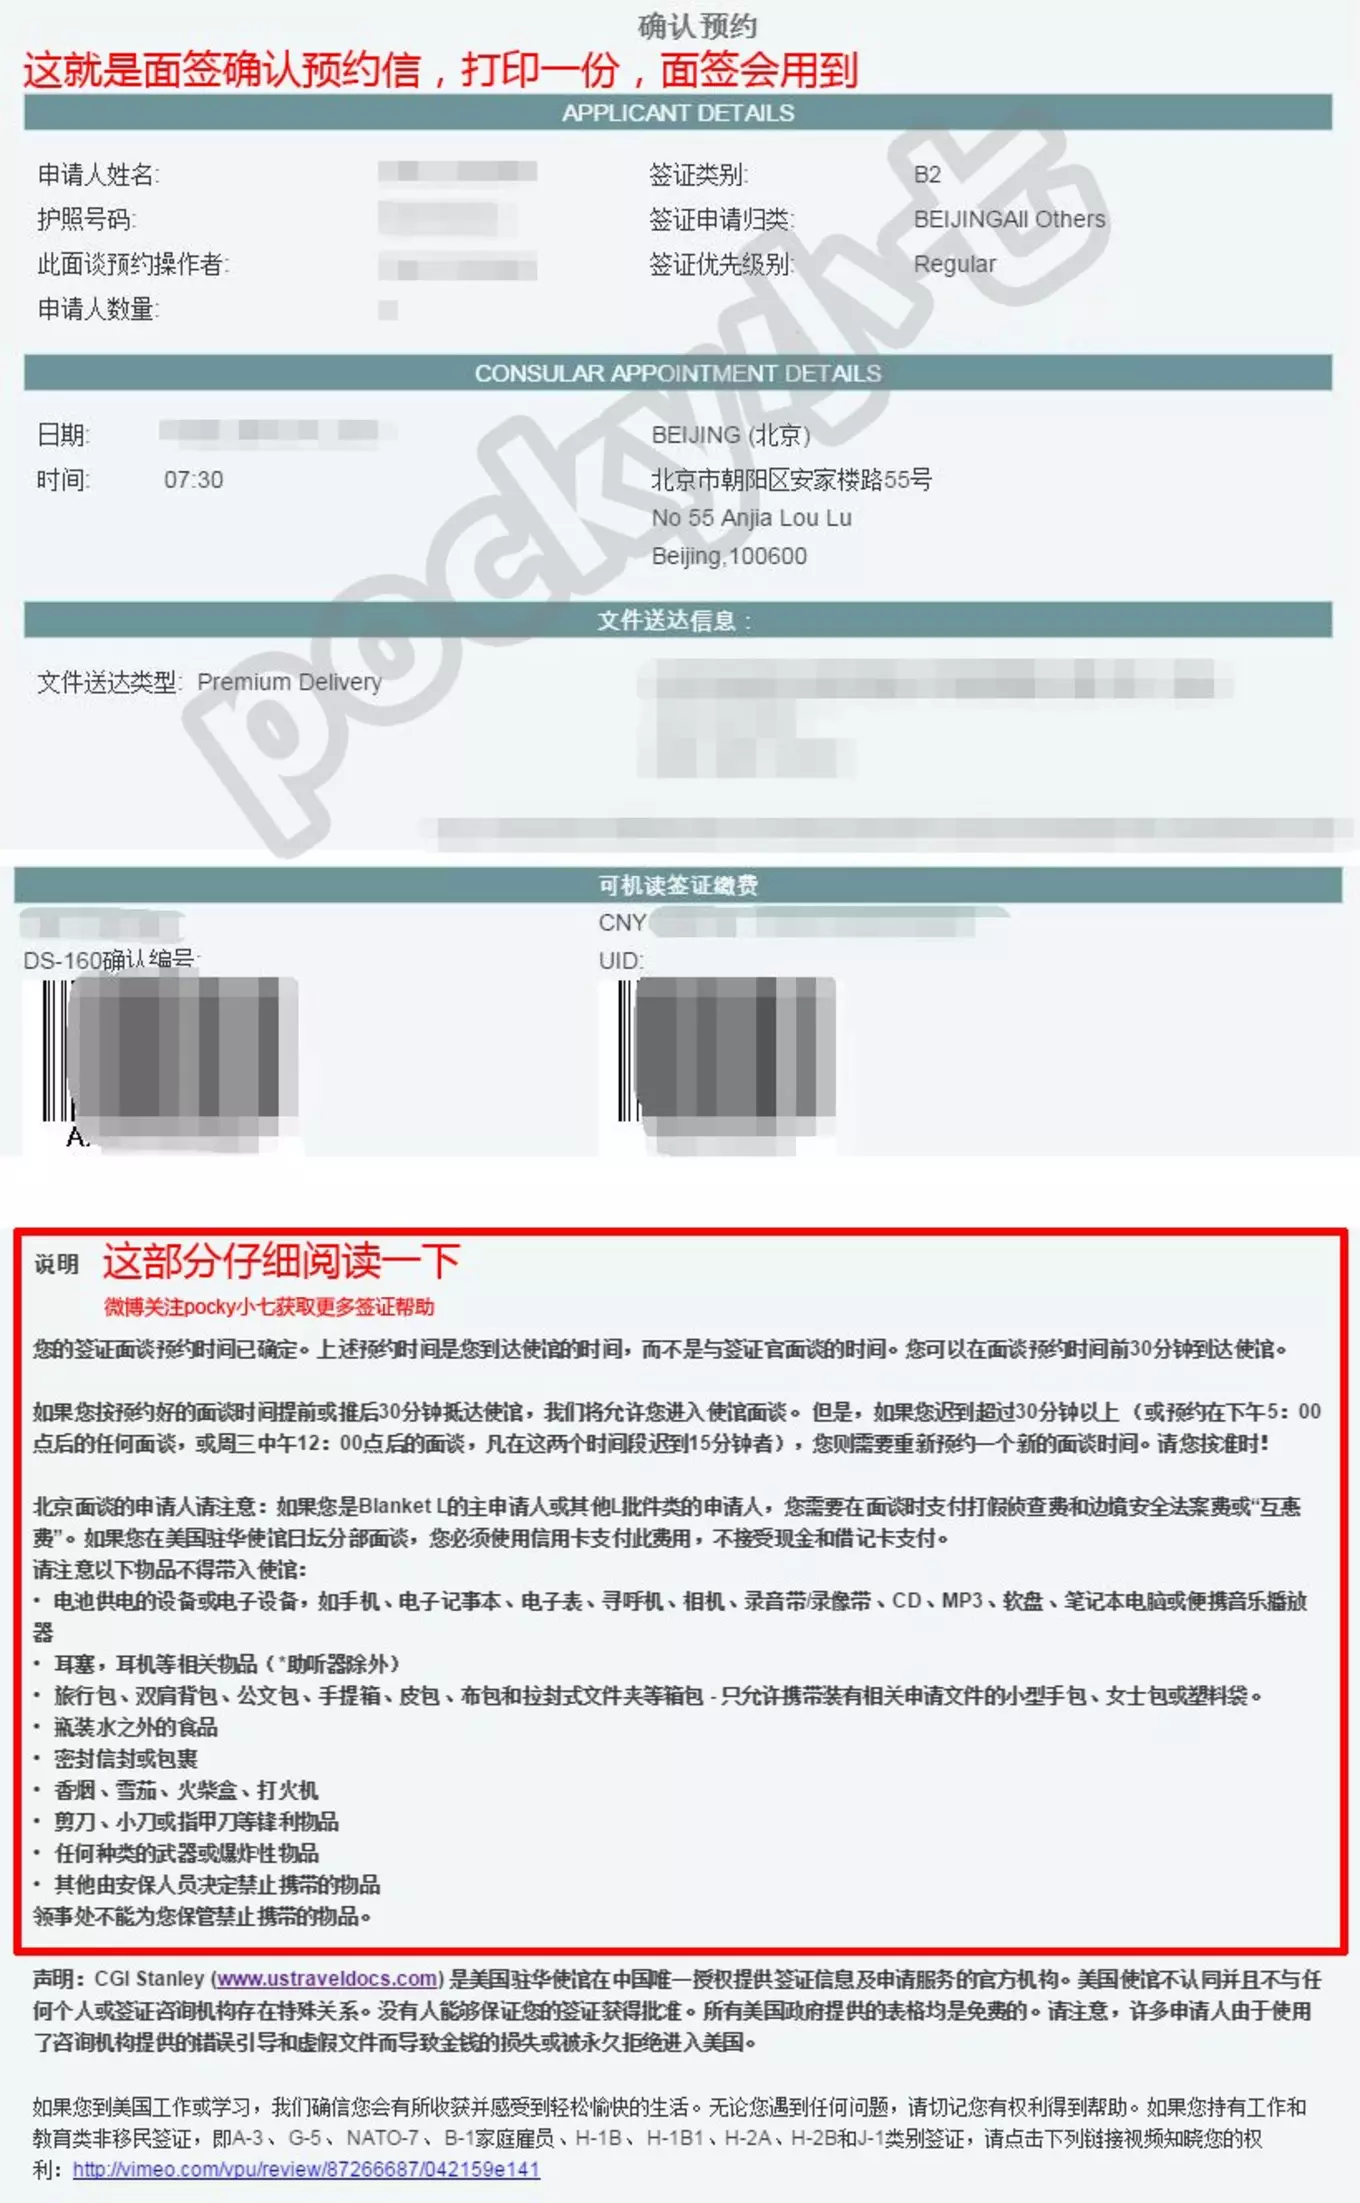 确认预约
这就是面签确认预约信，打印一份，面签会用到
APPLICANT DETAILS
申请人姓名:
签证类别: B2
护照号码:
签证申请归类: BEIJINGAll Others
此面谈预约操作者:
签证优先级别: Regular
申请人数量:
CONSULAR APPOINTMENT DETAILS
日期:
BEIJING (北京)
时间: 07:30
北京市朝阳区安家楼路55号
No 55 Anjia Lou Lu
Beijing,100600
文件送达信息：
文件送达类型: Premium Delivery
pocky小七
可机读签证缴费
CNY
DS-160确认编号:
UID:
说明 这部分仔细阅读一下
微博关注pocky小七获取更多签证帮助
您的签证面谈预约时间已确定。上述预约时间是您到达使馆的时间，而不是与签证官面谈的时间。您可以在面谈预约时间前30分钟到达使馆。
如果您按预约好的面谈时间提前或推后30分钟抵达使馆，我们将允许您进入使馆面谈。但是，如果您迟到超过30分钟以上（或预约在下午5：00
点后的任何面谈，或周三中午12：00点后的面谈，凡在这两个时间段迟到15分钟者），您则需要重新预约一个新的面谈时间。请您按准时!
北京面谈的申请人请注意：如果您是Blanket L的主申请人或其他L批件类的申请人，您需要在面谈时支付打假侦查费和边境安全法案费或“互惠
费”。如果您在美国驻华使馆日坛分部面谈，您必须使用信用卡支付此费用，不接受现金和借记卡支付。
请注意以下物品不得带入使馆：
• 电池供电的设备或电子设备，如手机、电子记事本、电子表、寻呼机、相机、录音带/录像带、CD、MP3、软盘、笔记本电脑或便携音乐播放
器
• 耳塞，耳机等相关物品（*助听器除外）
• 旅行包、双肩背包、公文包、手提箱、皮包、布包和拉封式文件夹等箱包 - 只允许携带装有相关申请文件的小型手包、女士包或塑料袋。
• 瓶装水之外的食品
• 密封信封或包裹
• 香烟、雪茄、火柴盒、打火机
• 剪刀、小刀或指甲刀等锋利物品
• 任何种类的武器或爆炸性物品
• 其他由安保人员决定禁止携带的物品
领事处不能为您保管禁止携带的物品。
声明：CGI Stanley (www.ustraveldocs.com) 是美国驻华使馆在中国唯一授权提供签证信息及申请服务的官方机构。美国使馆不认同并且不与任
何个人或签证咨询机构存在特殊关系。没有人能够保证您的签证获得批准。所有美国政府提供的表格均是免费的。请注意，许多申请人由于使用
了咨询机构提供的错误引导和虚假文件而导致金钱的损失或被永久拒绝进入美国。
如果您到美国工作或学习，我们确信您会有所收获并感受到轻松愉快的生活。无论您遇到任何问题，请切记您有权利得到帮助。如果您持有工作和
教育类非移民签证，即A-3、G-5、NATO-7、B-1家庭雇员、H-1B、H-1B1、H-2A、H-2B和J-1类别签证，请点击下列链接视频知晓您的权
利：http://vimeo.com/vpu/review/87266687/042159e141